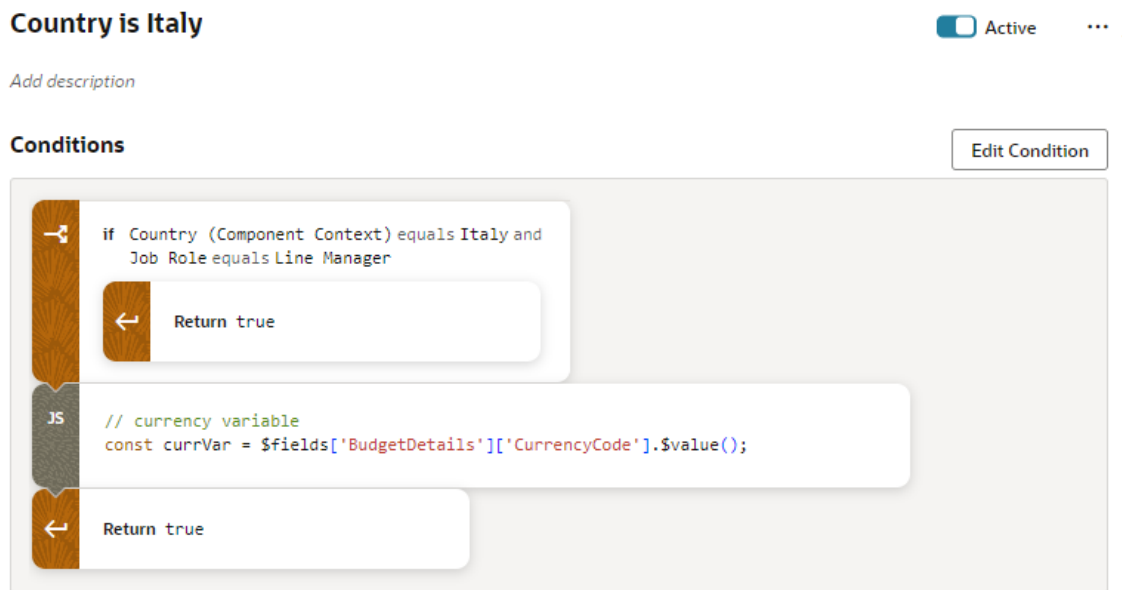 Country is Italy
Active
Add description
Conditions
Edit Condition
if Country (Component Context) equals Italy and
Job Role equals Line Manager
Return true
JS
// currency variable
const currVar = $fields['BudgetDetails']['CurrencyCode'].$value();
Return true